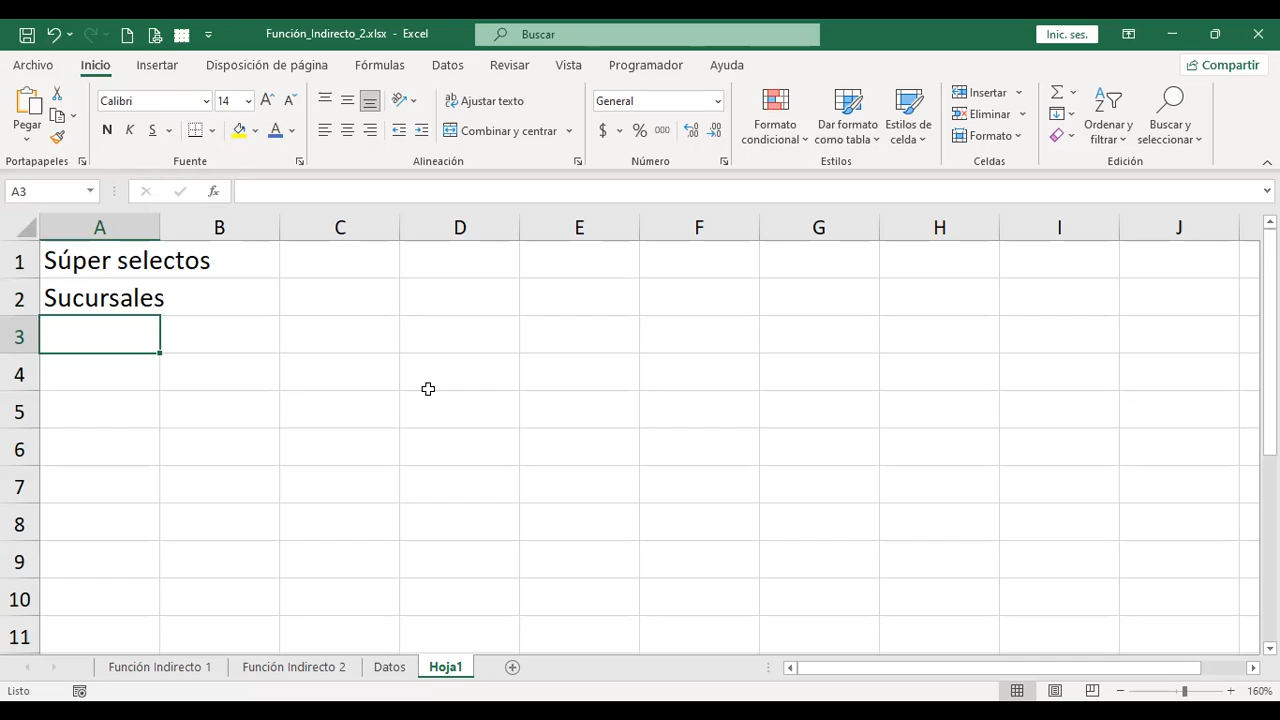 Función_Indirecto_2.xlsx - Excel
Buscar
Inic. ses.
Archivo Inicio Insertar Disposición de página Fórmulas Datos Revisar Vista Programador Ayuda
Compartir
Pegar
Portapapeles
Calibri 14
N K S
Fuente
Ajustar texto
Combinar y centrar
Alineación
General
$ % 000
Número
Formato condicional
Dar formato como tabla
Estilos de celda
Estilos
Insertar
Eliminar
Formato
Celdas
Ordenar y filtrar
Buscar y seleccionar
Edición
A3
fx
A B C D E F G H I J
1 Súper selectos
2 Sucursales
3
4
5
6
7
8
9
10
11
Función Indirecto 1 Función Indirecto 2 Datos Hoja1
Listo
160%